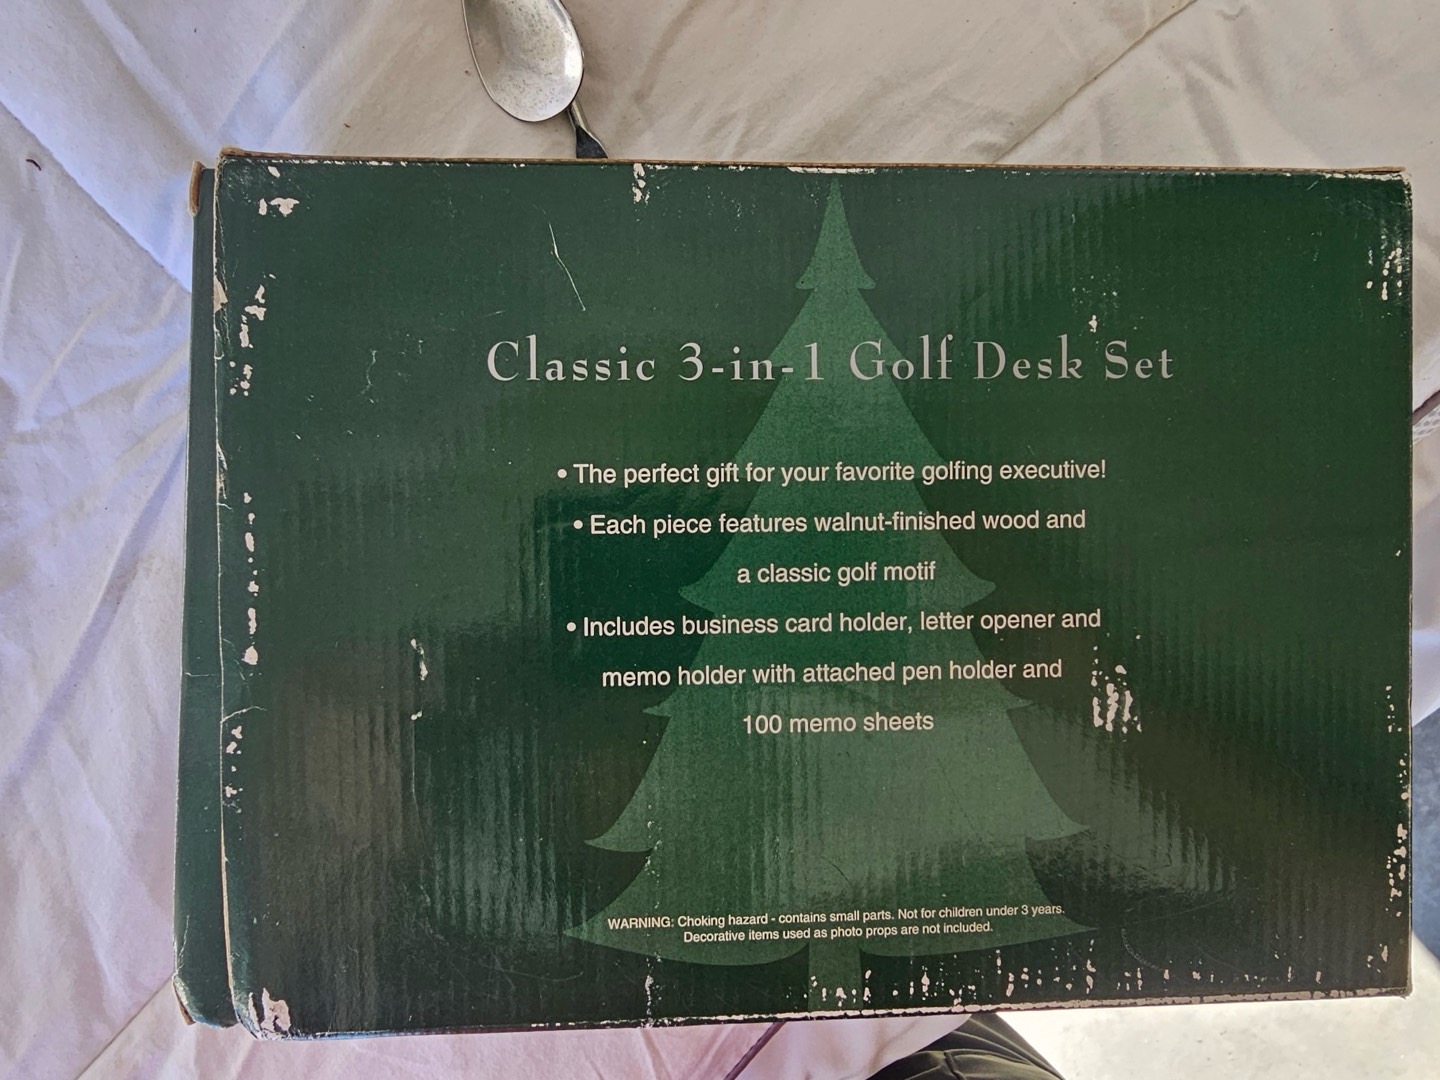 Classic 3-in-1 Golf Desk Set
• The perfect gift for your favorite golfing executive!
• Each piece features walnut-finished wood and
a classic golf motif
• Includes business card holder, letter opener and
memo holder with attached pen holder and
100 memo sheets
WARNING: Choking hazard - contains small parts. Not for children under 3 years.
Decorative items used as photo props are not included.